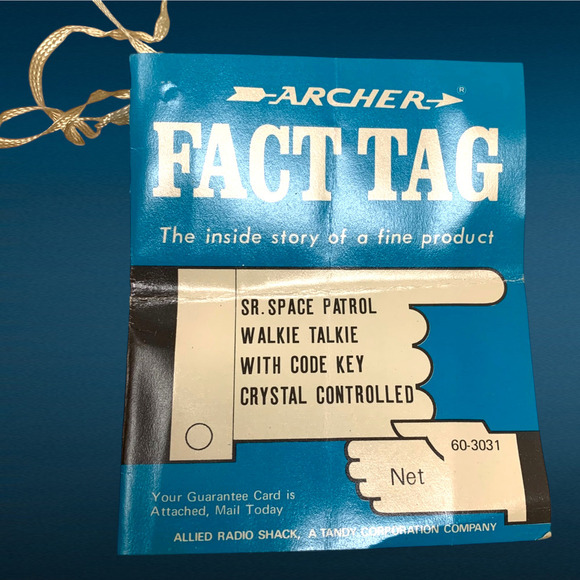 ARCHER ®
FACT TAG
The inside story of a fine product
SR. SPACE PATROL
WALKIE TALKIE
WITH CODE KEY
CRYSTAL CONTROLLED
60-3031
Net
Your Guarantee Card is
Attached, Mail Today
ALLIED RADIO SHACK, A TANDY CORPORATION COMPANY